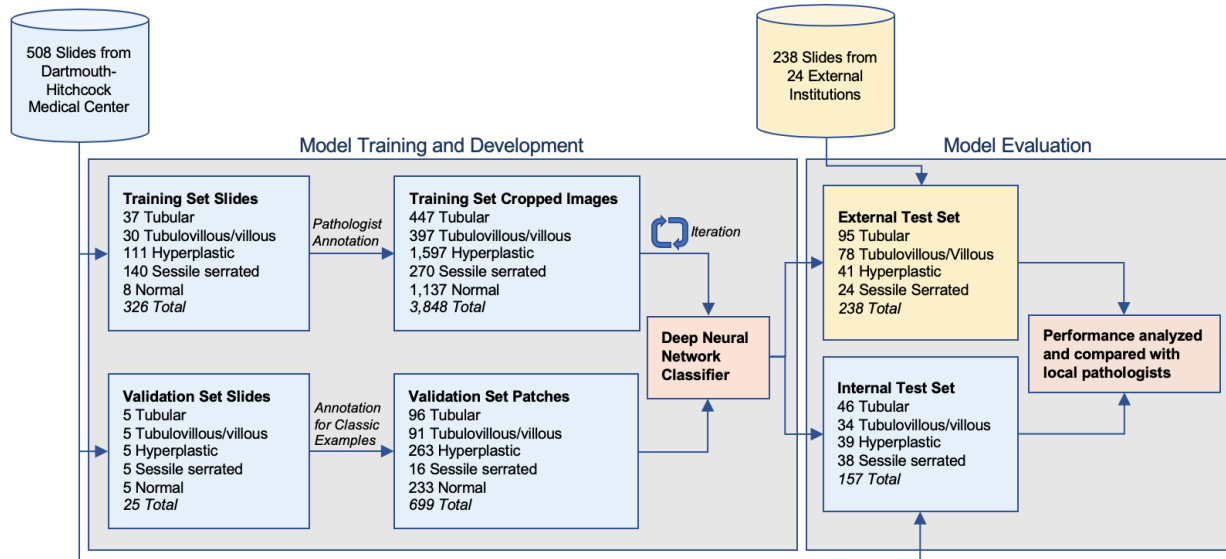 508 Slides from
Dartmouth-
Hitchcock
Medical Center
238 Slides from
24 External
Institutions
Model Training and Development
Model Evaluation
Training Set Slides
37 Tubular
30 Tubulovillous/villous
111 Hyperplastic
140 Sessile serrated
8 Normal
326 Total
Pathologist
Annotation
Training Set Cropped Images
447 Tubular
397 Tubulovillous/villous
1,597 Hyperplastic
270 Sessile serrated
1,137 Normal
3,848 Total
Iteration
Deep Neural
Network
Classifier
Validation Set Slides
5 Tubular
5 Tubulovillous/villous
5 Hyperplastic
5 Sessile serrated
5 Normal
25 Total
Annotation
for Classic
Examples
Validation Set Patches
96 Tubular
91 Tubulovillous/villous
263 Hyperplastic
16 Sessile serrated
233 Normal
699 Total
External Test Set
95 Tubular
78 Tubulovillous/Villous
41 Hyperplastic
24 Sessile Serrated
238 Total
Internal Test Set
46 Tubular
34 Tubulovillous/villous
39 Hyperplastic
38 Sessile serrated
157 Total
Performance analyzed
and compared with
local pathologists